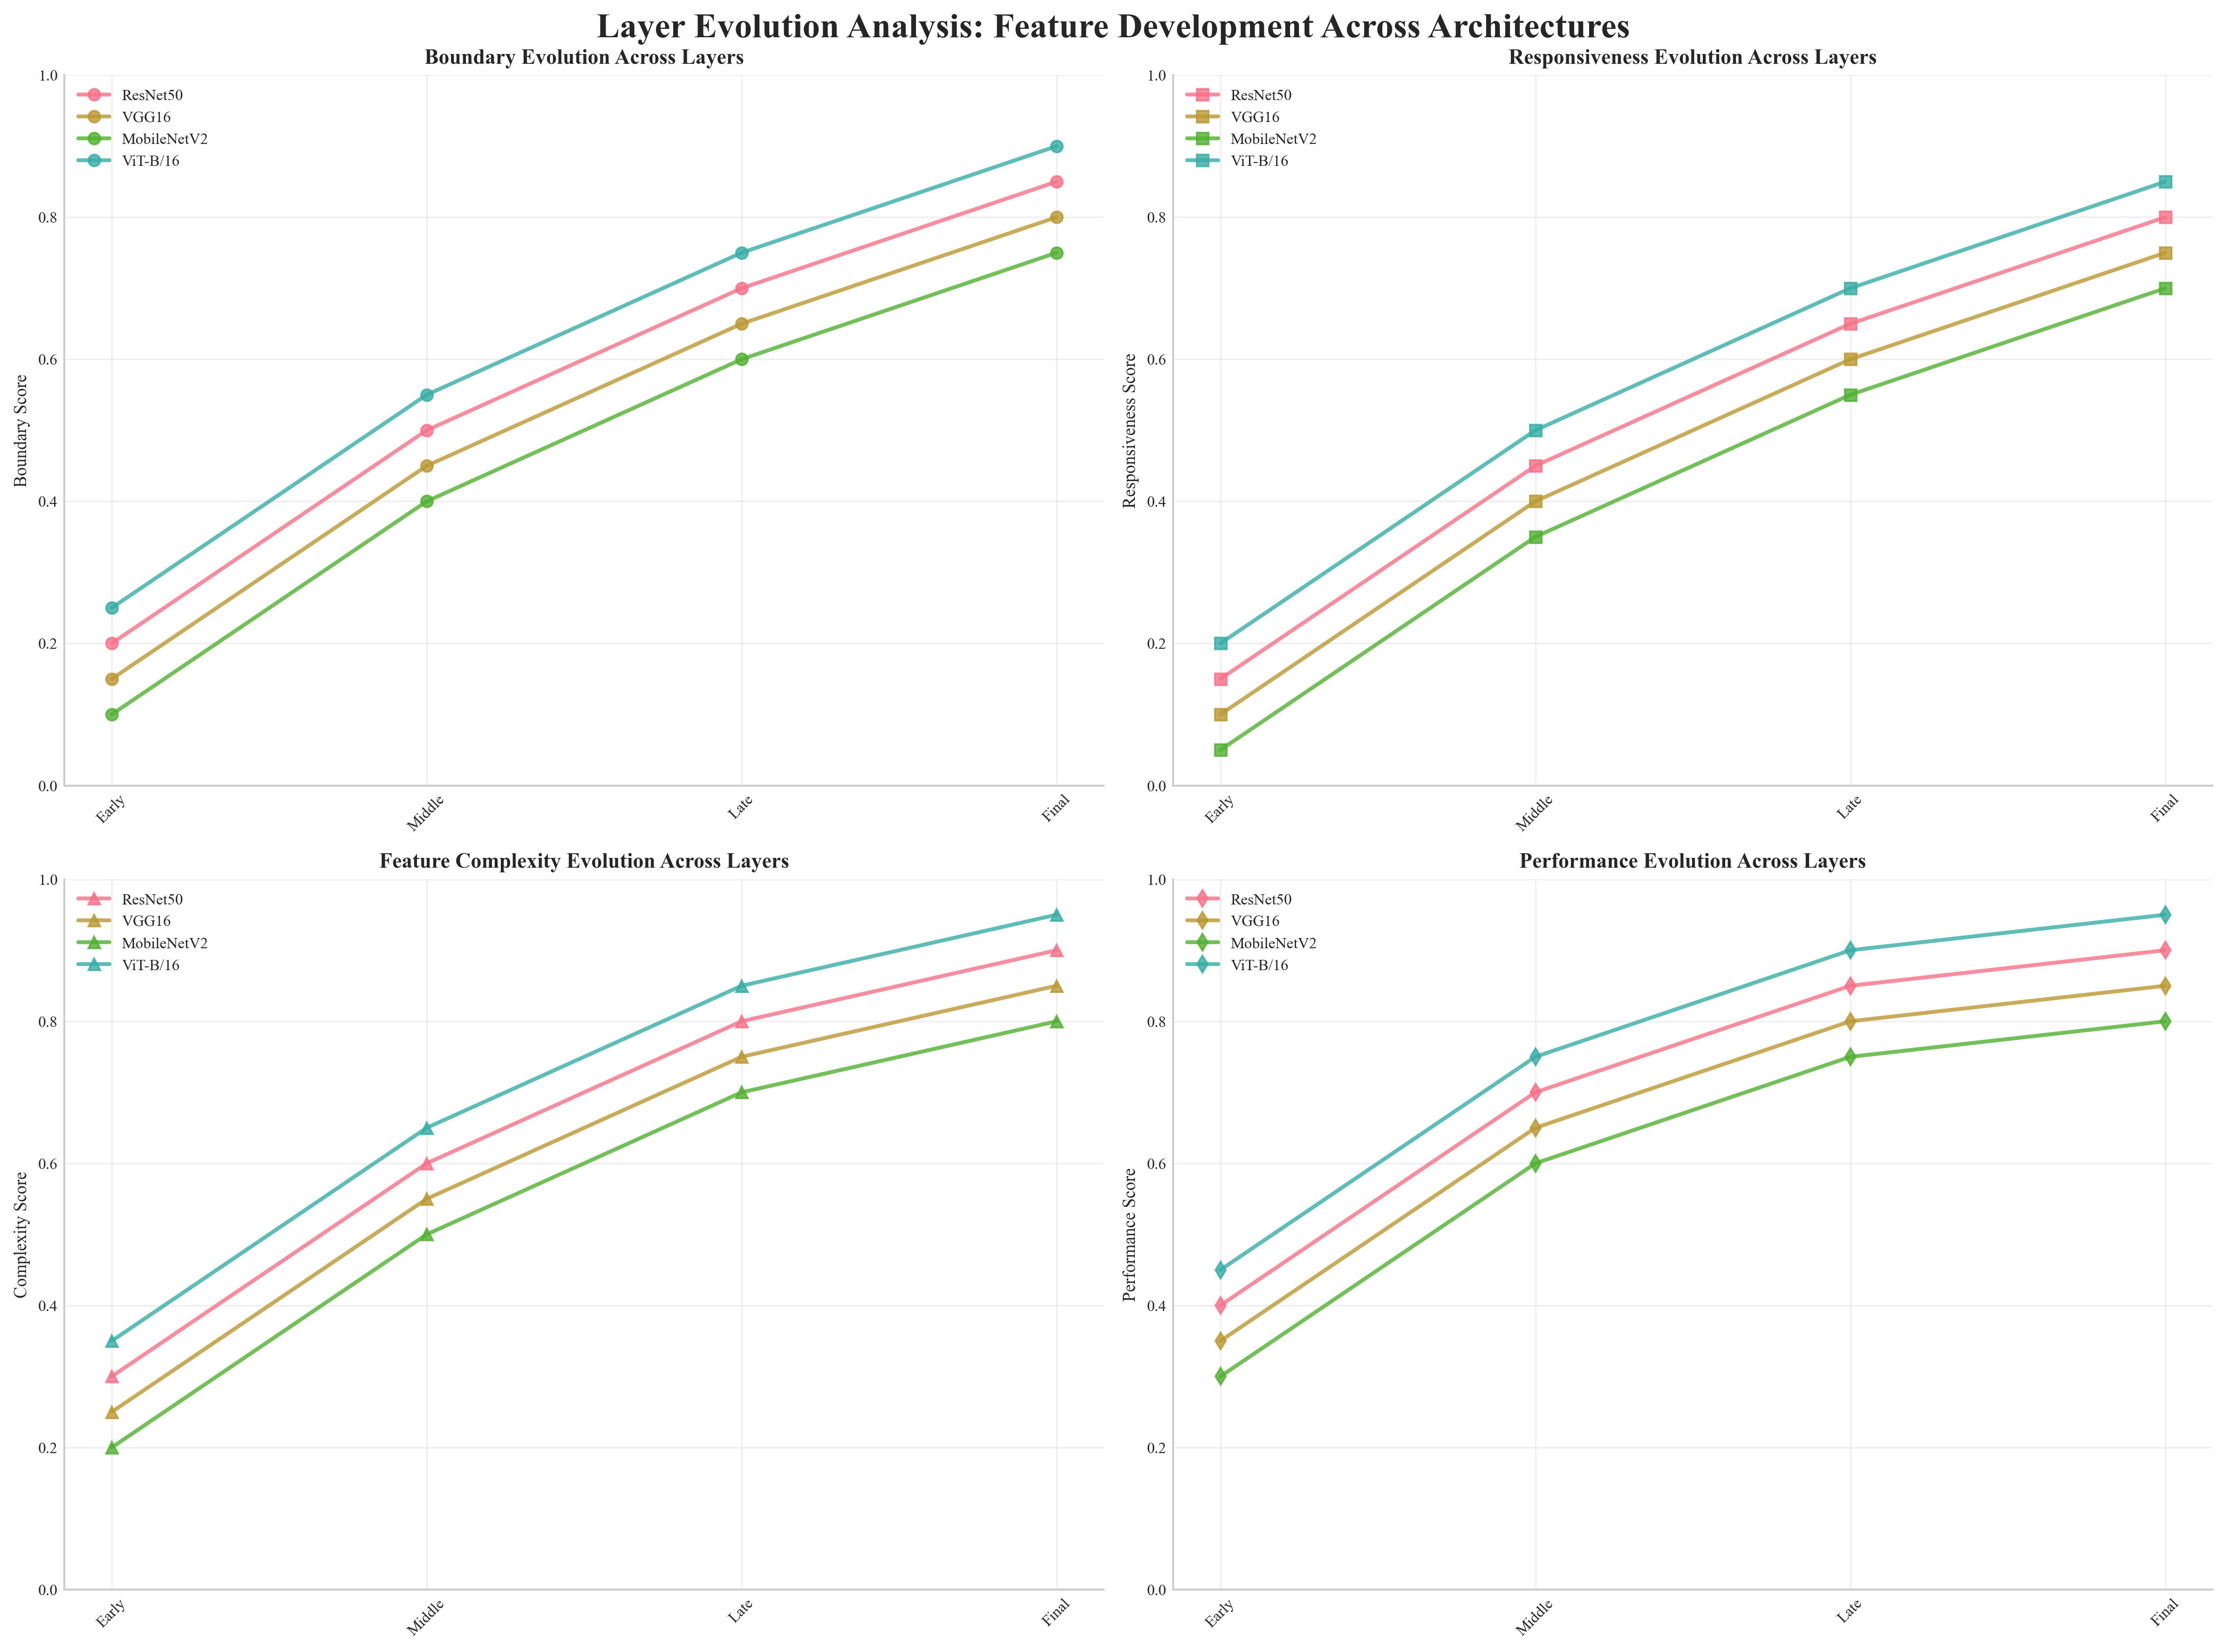 Layer Evolution Analysis: Feature Development Across Architectures
Boundary Evolution Across Layers
1.0
0.8
0.6
0.4
0.2
0.0
Boundary Score
ResNet50
VGG16
MobileNetV2
ViT-B/16
Early
Middle
Late
Final
Responsiveness Evolution Across Layers
1.0
0.8
0.6
0.4
0.2
0.0
Responsiveness Score
ResNet50
VGG16
MobileNetV2
ViT-B/16
Early
Middle
Late
Final
Feature Complexity Evolution Across Layers
1.0
0.8
0.6
0.4
0.2
0.0
Complexity Score
ResNet50
VGG16
MobileNetV2
ViT-B/16
Early
Middle
Late
Final
Performance Evolution Across Layers
1.0
0.8
0.6
0.4
0.2
0.0
Performance Score
ResNet50
VGG16
MobileNetV2
ViT-B/16
Early
Middle
Late
Final